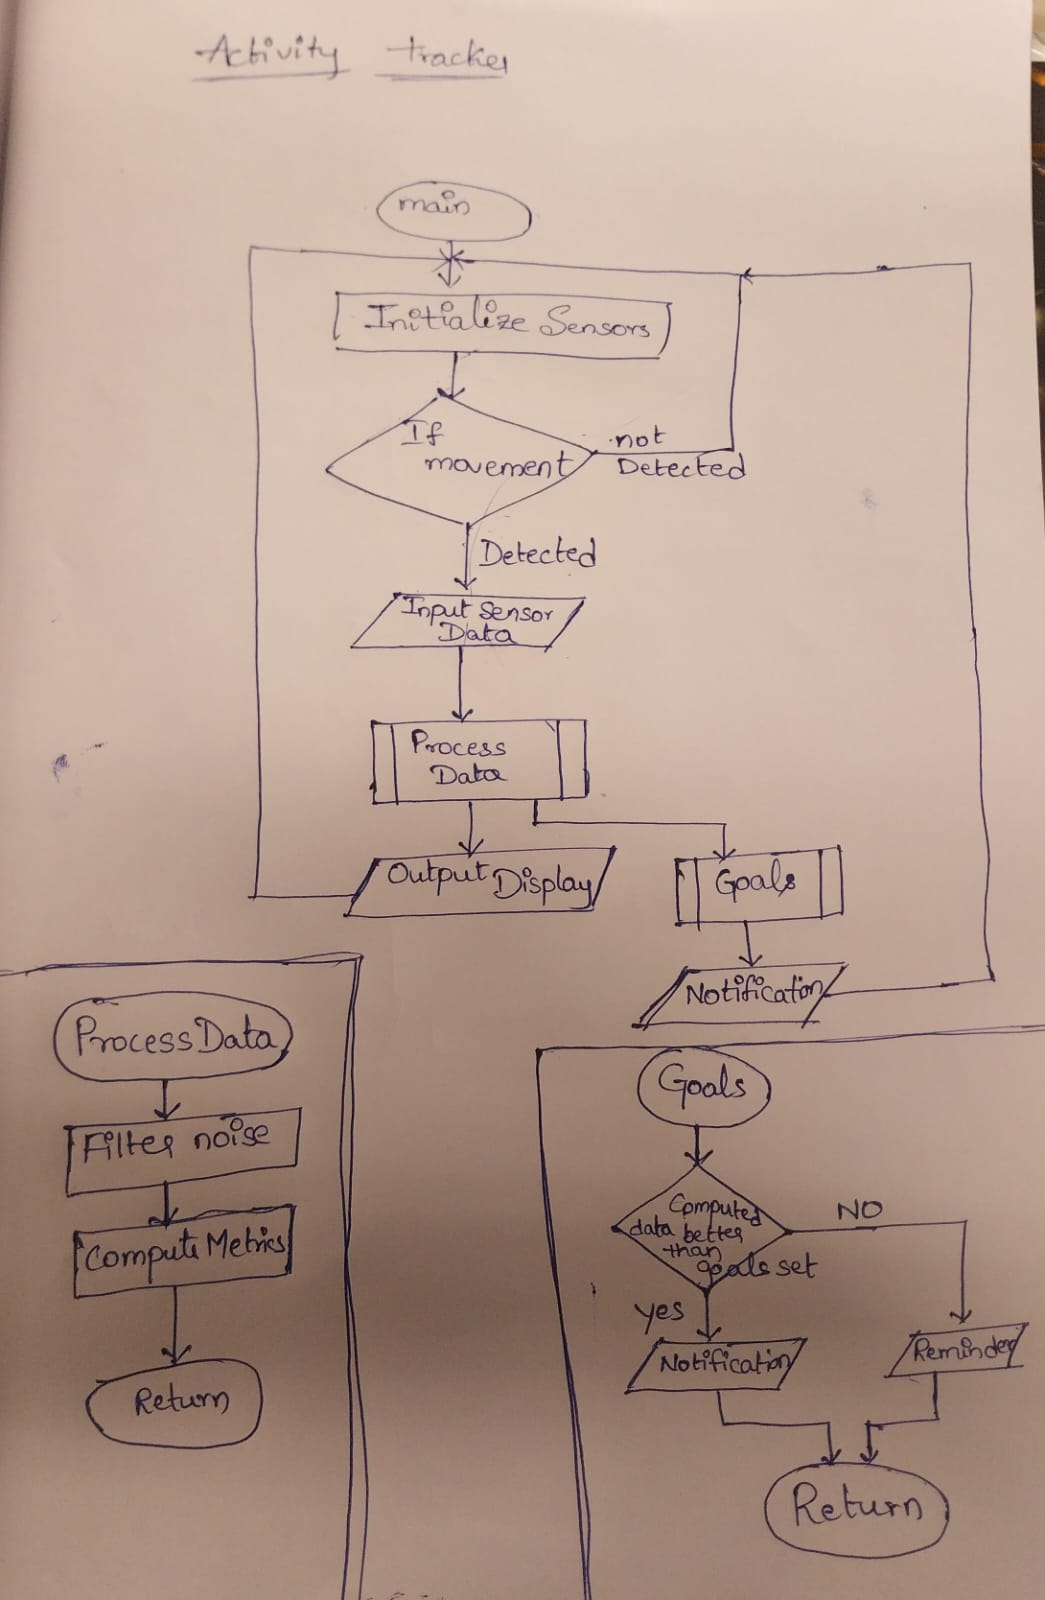 Activity tracker
main
Initialize Sensors
If
movement
not
Detected
Detected
Input Sensor
Data
Process
Data
Output Display
Goals
Notification
Process Data
Filter noise
Compute Metrics
Return
Goals
Computed
data better
than
goals set
NO
yes
Notification
Reminder
Return